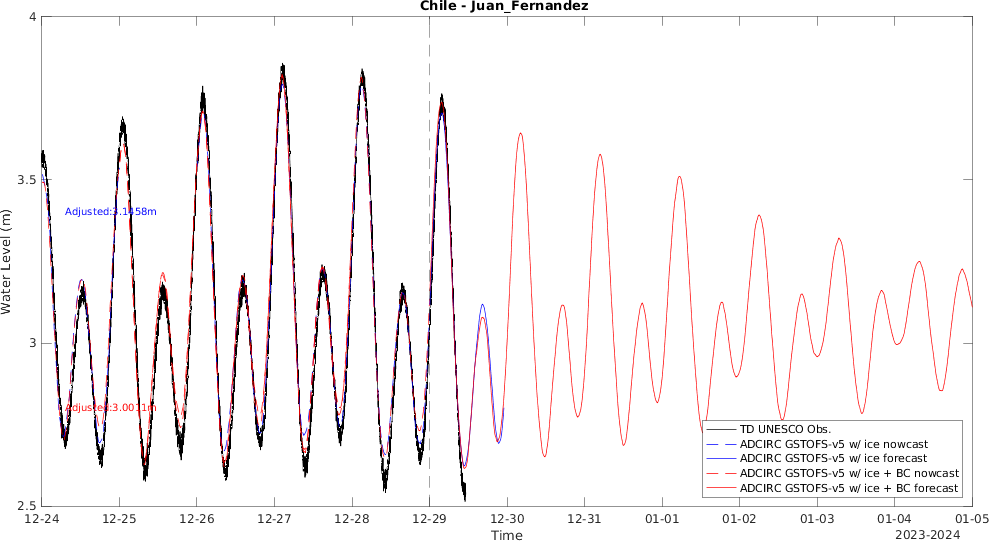 Chile - Juan_Fernandez
4
3.5
3
2.5
Water Level (m)
Adjusted:3.1458m
Adjusted:3.0011m
TD UNESCO Obs.
ADCIRC GSTOFS-v5 w/ ice nowcast
ADCIRC GSTOFS-v5 w/ ice forecast
ADCIRC GSTOFS-v5 w/ ice + BC nowcast
ADCIRC GSTOFS-v5 w/ ice + BC forecast
12-24 12-25 12-26 12-27 12-28 12-29 12-30 12-31 01-01 01-02 01-03 01-04 01-05
Time
2023-2024